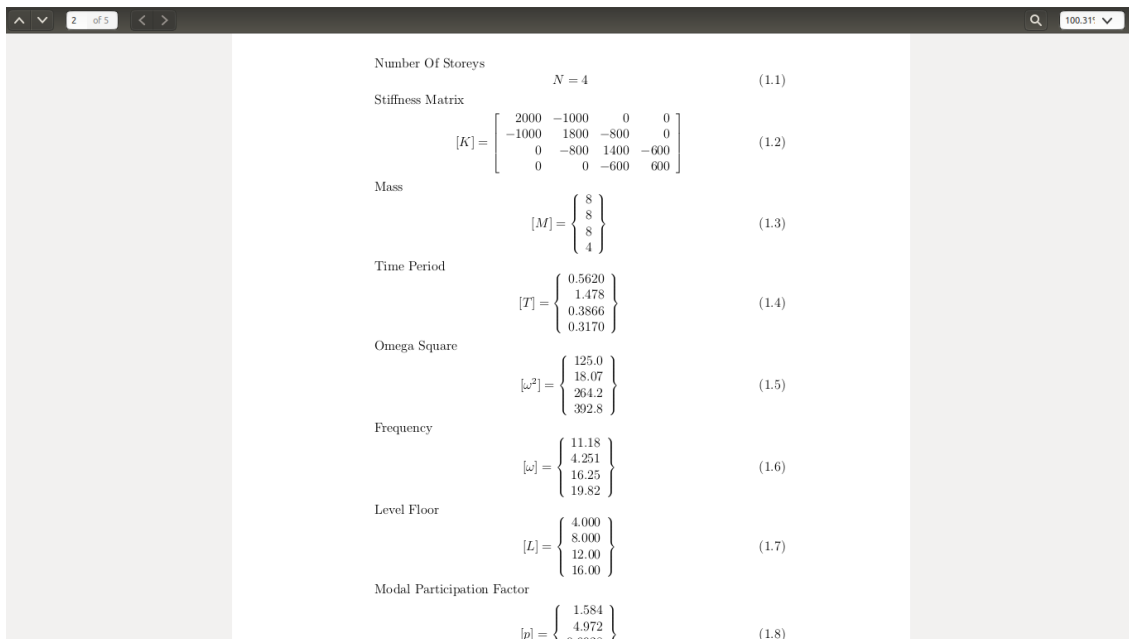 2 of 5
100.31%
Number Of Storeys
N = 4 (1.1)
Stiffness Matrix
[K] = [ 2000 −1000 0 0
−1000 1800 −800 0
0 −800 1400 −600
0 0 −600 600 ] (1.2)
Mass
[M] = { 8
8
8
4 } (1.3)
Time Period
[T] = { 0.5620
1.478
0.3866
0.3170 } (1.4)
Omega Square
[ω²] = { 125.0
18.07
264.2
392.8 } (1.5)
Frequency
[ω] = { 11.18
4.251
16.25
19.82 } (1.6)
Level Floor
[L] = { 4.000
8.000
12.00
16.00 } (1.7)
Modal Participation Factor
[p] = { 1.584
4.972 (1.8)